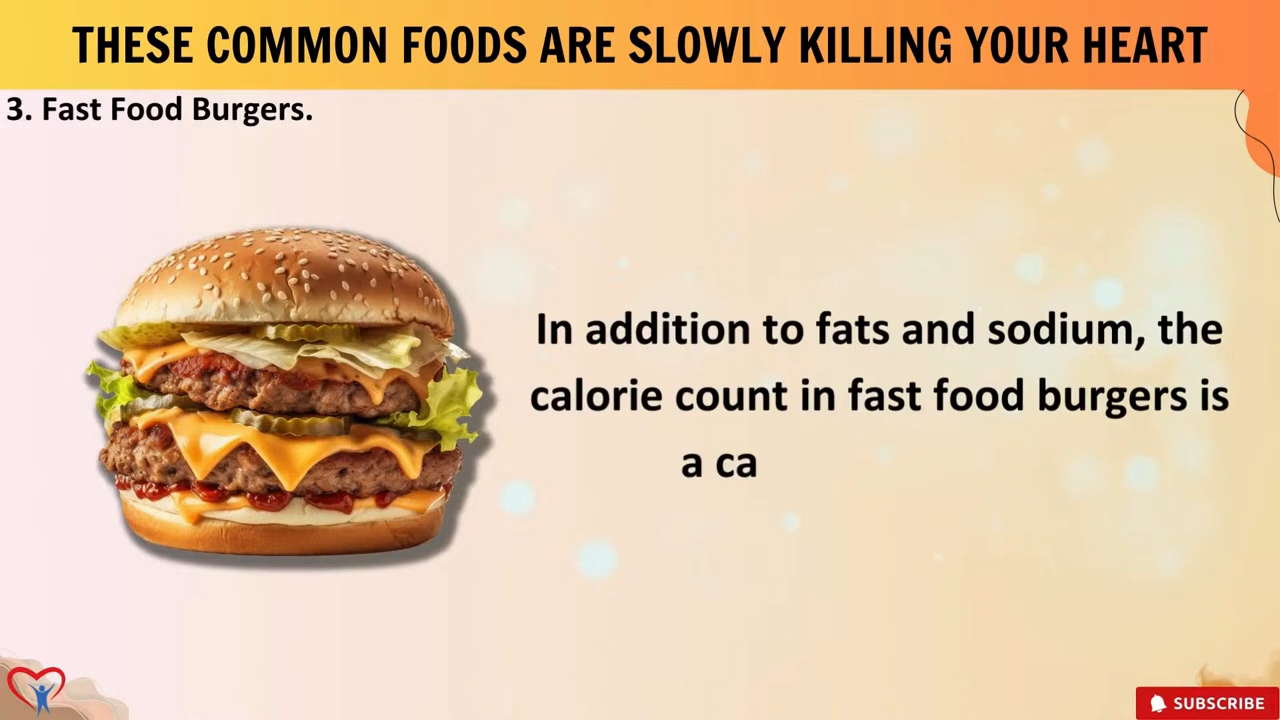 THESE COMMON FOODS ARE SLOWLY KILLING YOUR HEART
3. Fast Food Burgers.
In addition to fats and sodium, the
calorie count in fast food burgers is
a ca
SUBSCRIBE